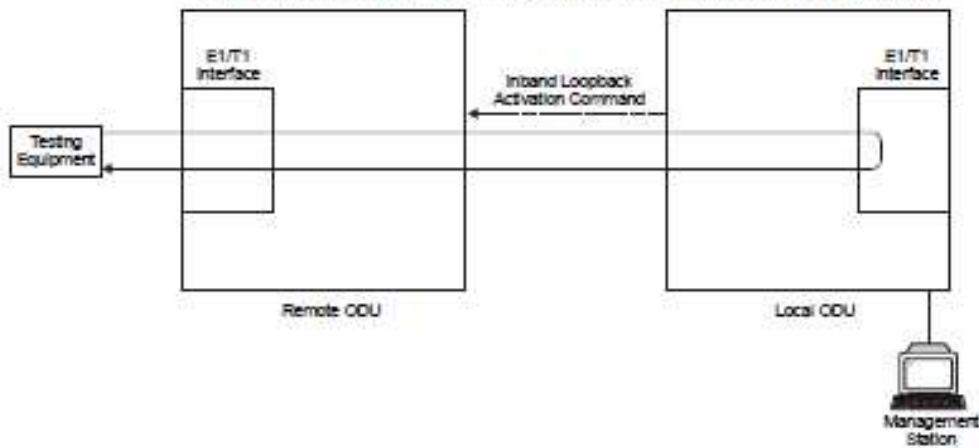 E1/T1
Interface
E1/T1
Interface
Inband Loopback
Activation Command
Testing
Equipment
Remote ODU
Local ODU
Management
Station